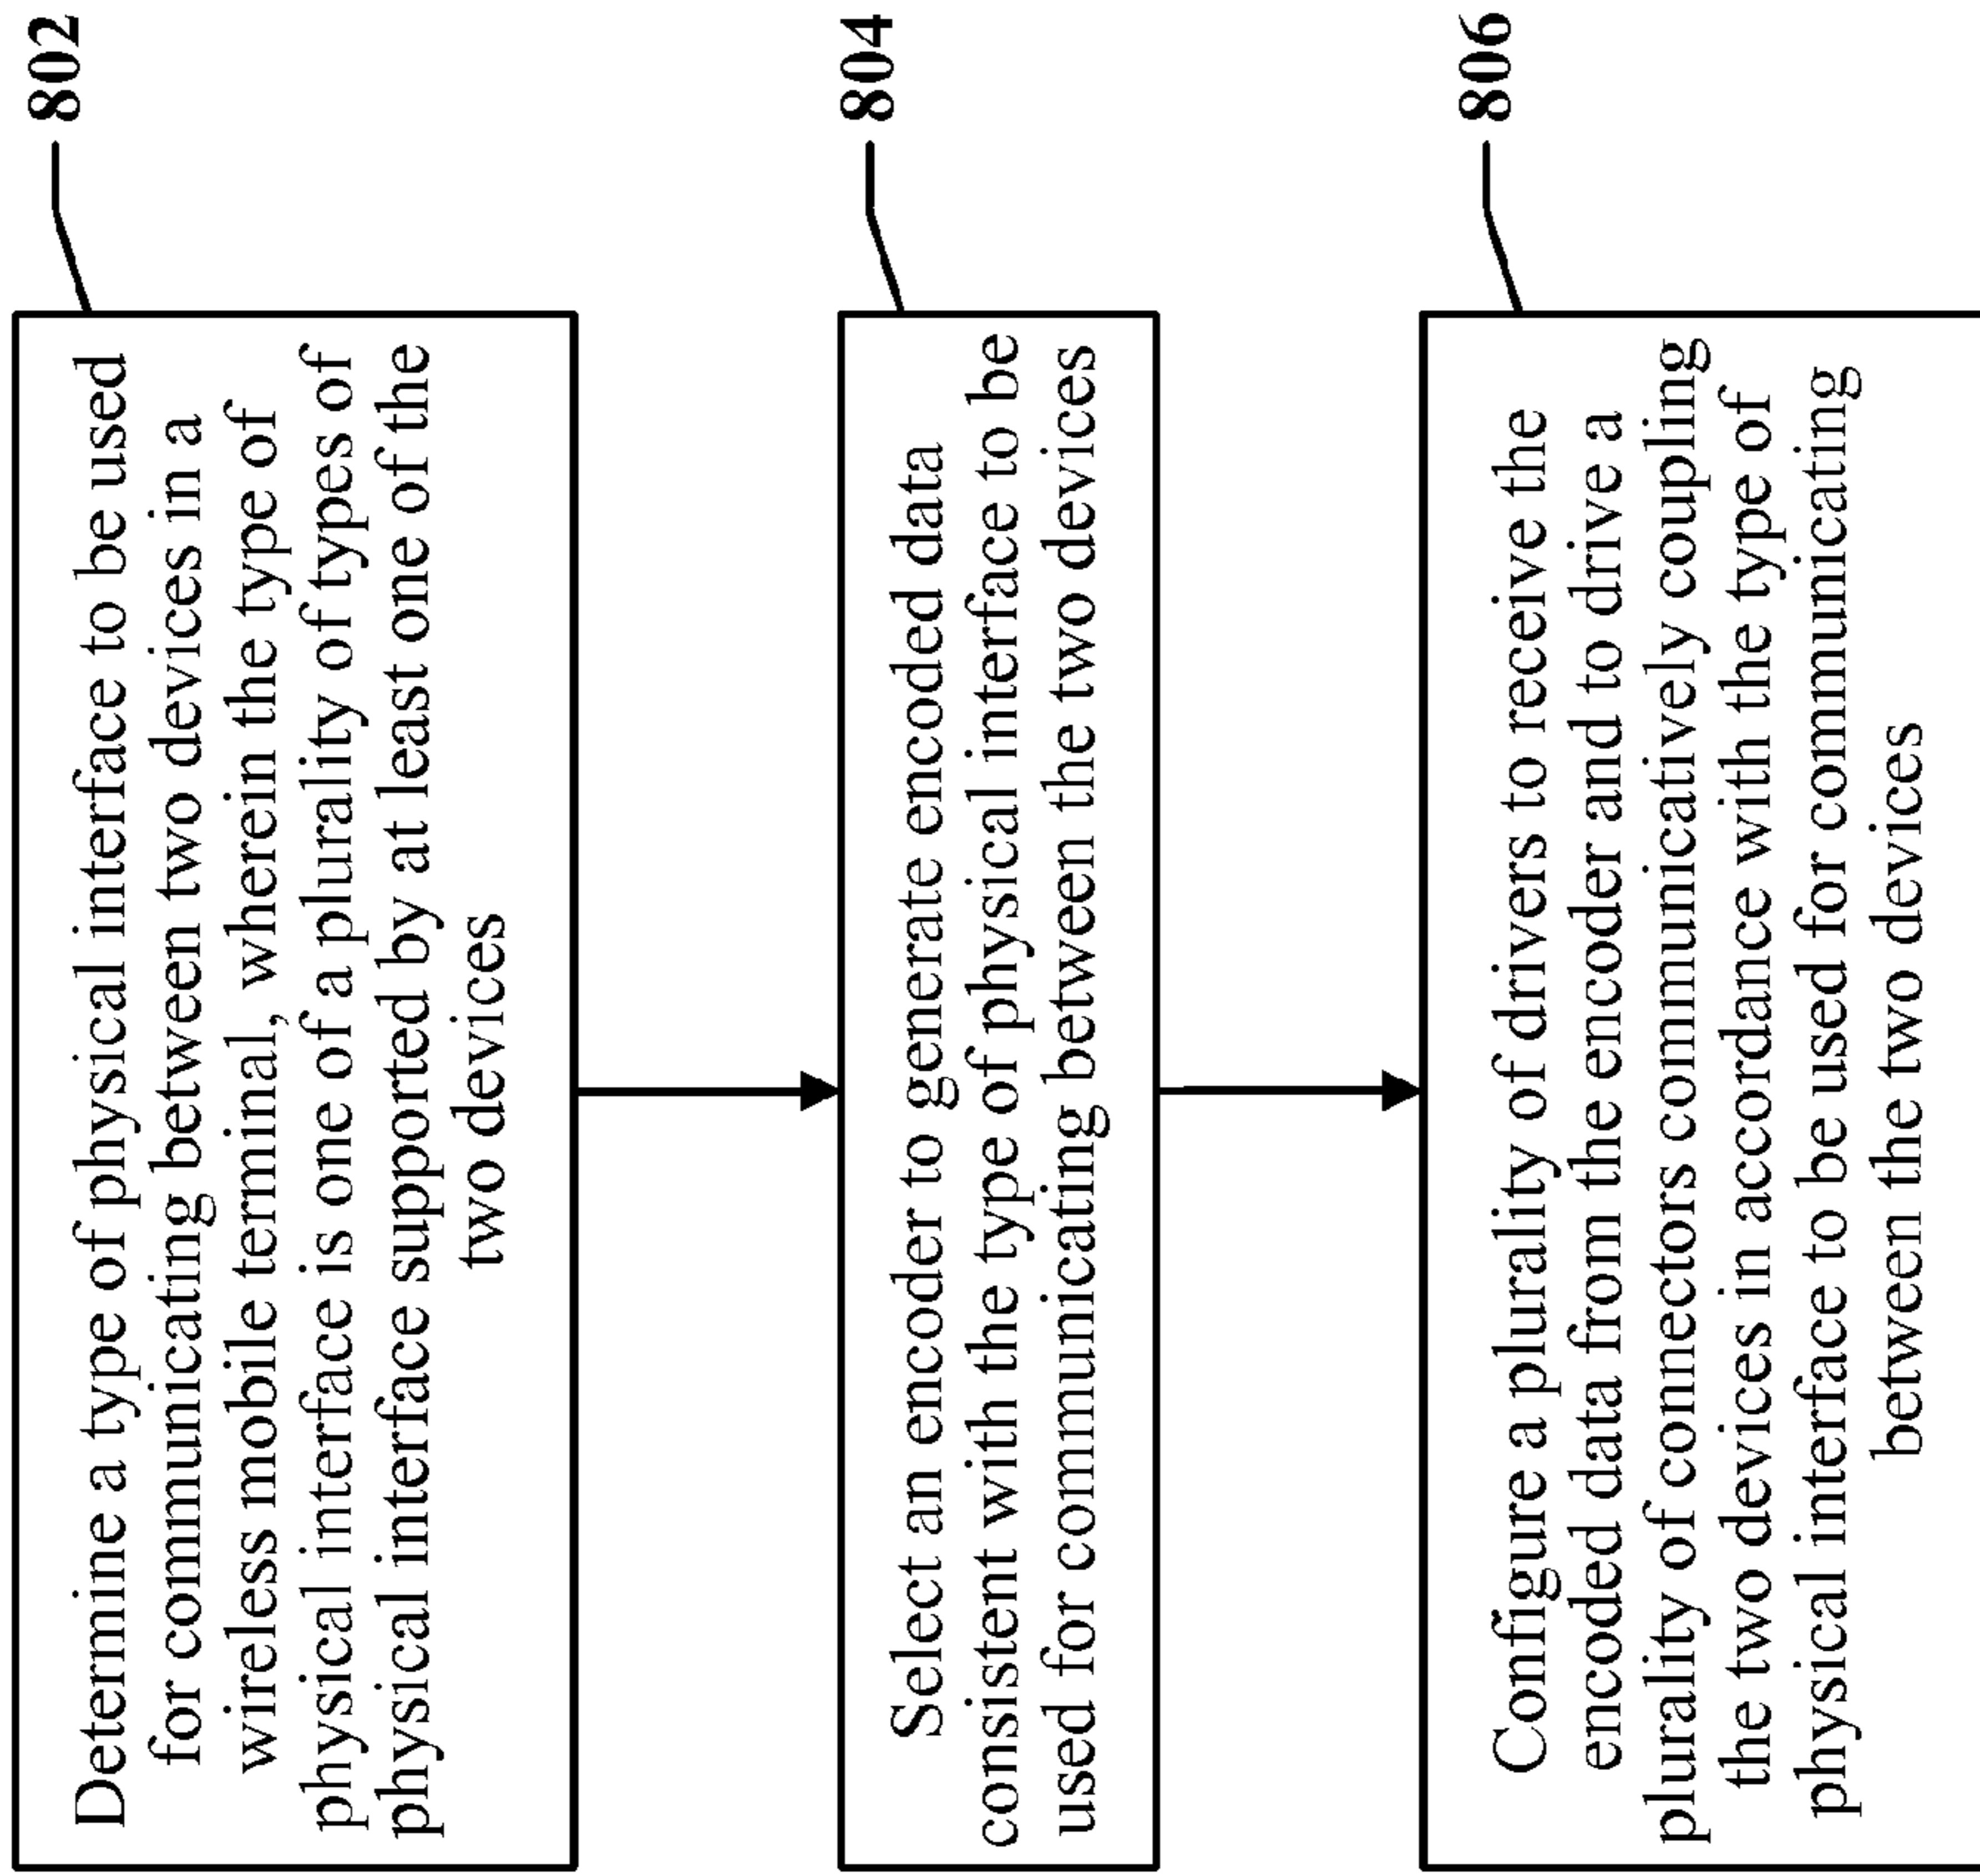 802
Determine a type of physical interface to be used
for communicating between two devices in a
wireless mobile terminal, wherein the type of
physical interface is one of a plurality of types of
physical interface supported by at least one of the
two devices
804
Select an encoder to generate encoded data
consistent with the type of physical interface to be
used for communicating between the two devices
806
Configure a plurality of drivers to receive the
encoded data from the encoder and to drive a
plurality of connectors communicatively coupling
the two devices in accordance with the type of
physical interface to be used for communicating
between the two devices